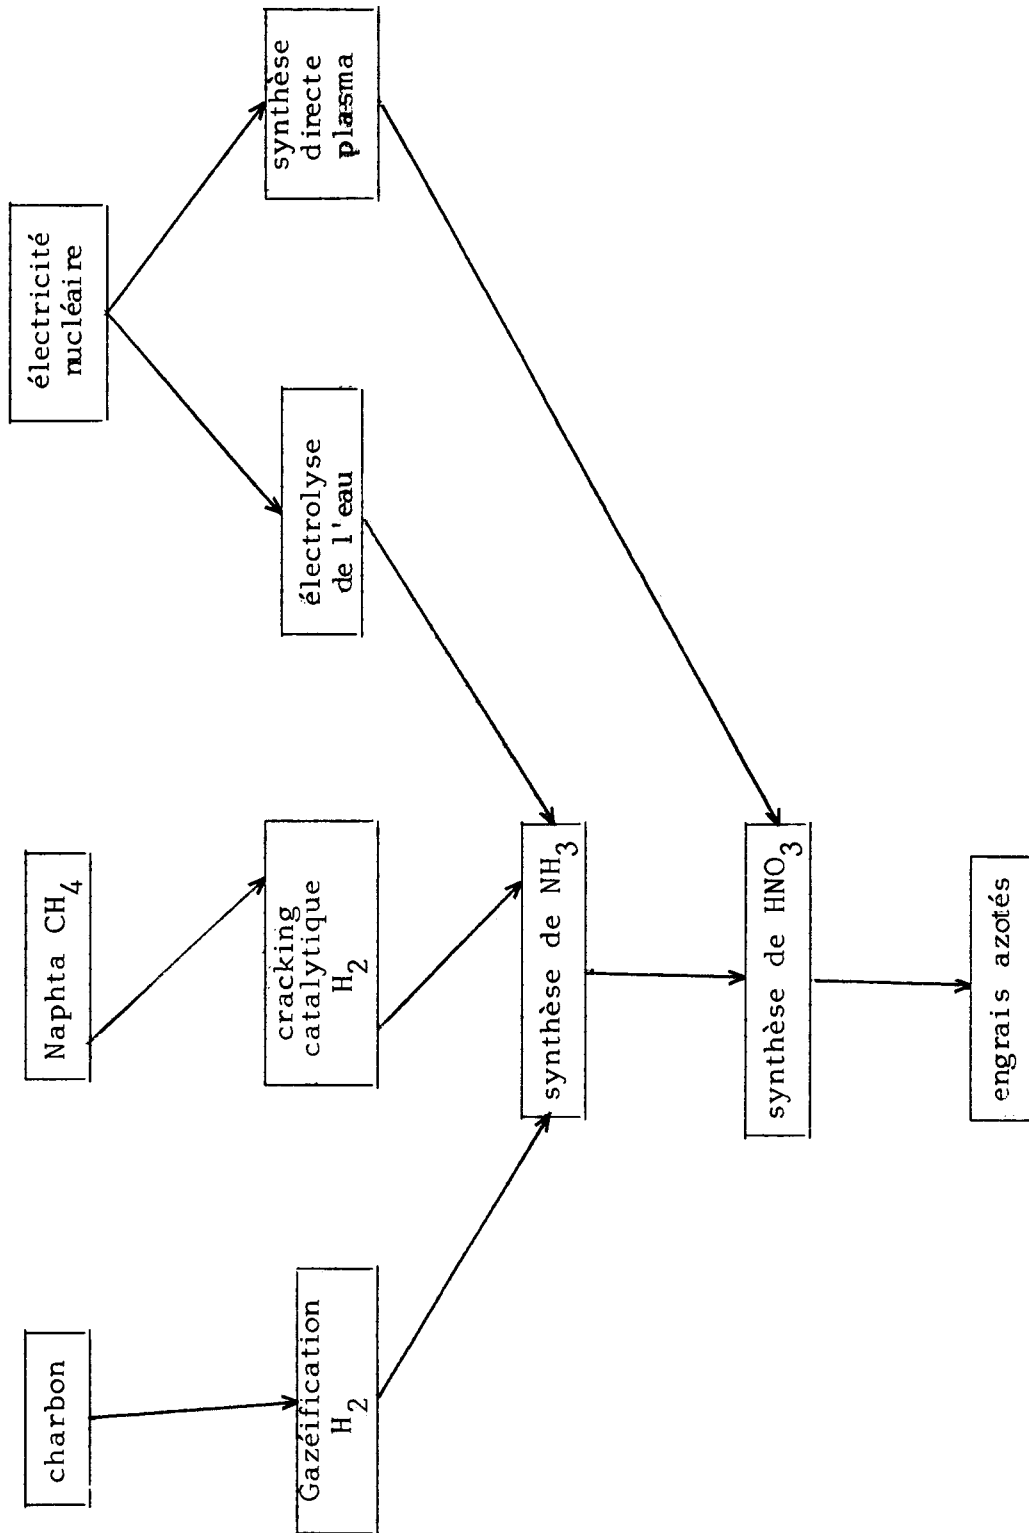 charbon
Naphta CH4
électricité
nucléaire
Gazéification
H2
cracking
catalytique
H2
électrolyse
de l'eau
synthèse
directe
plasma
synthèse de NH3
synthèse de HNO3
engrais azotés